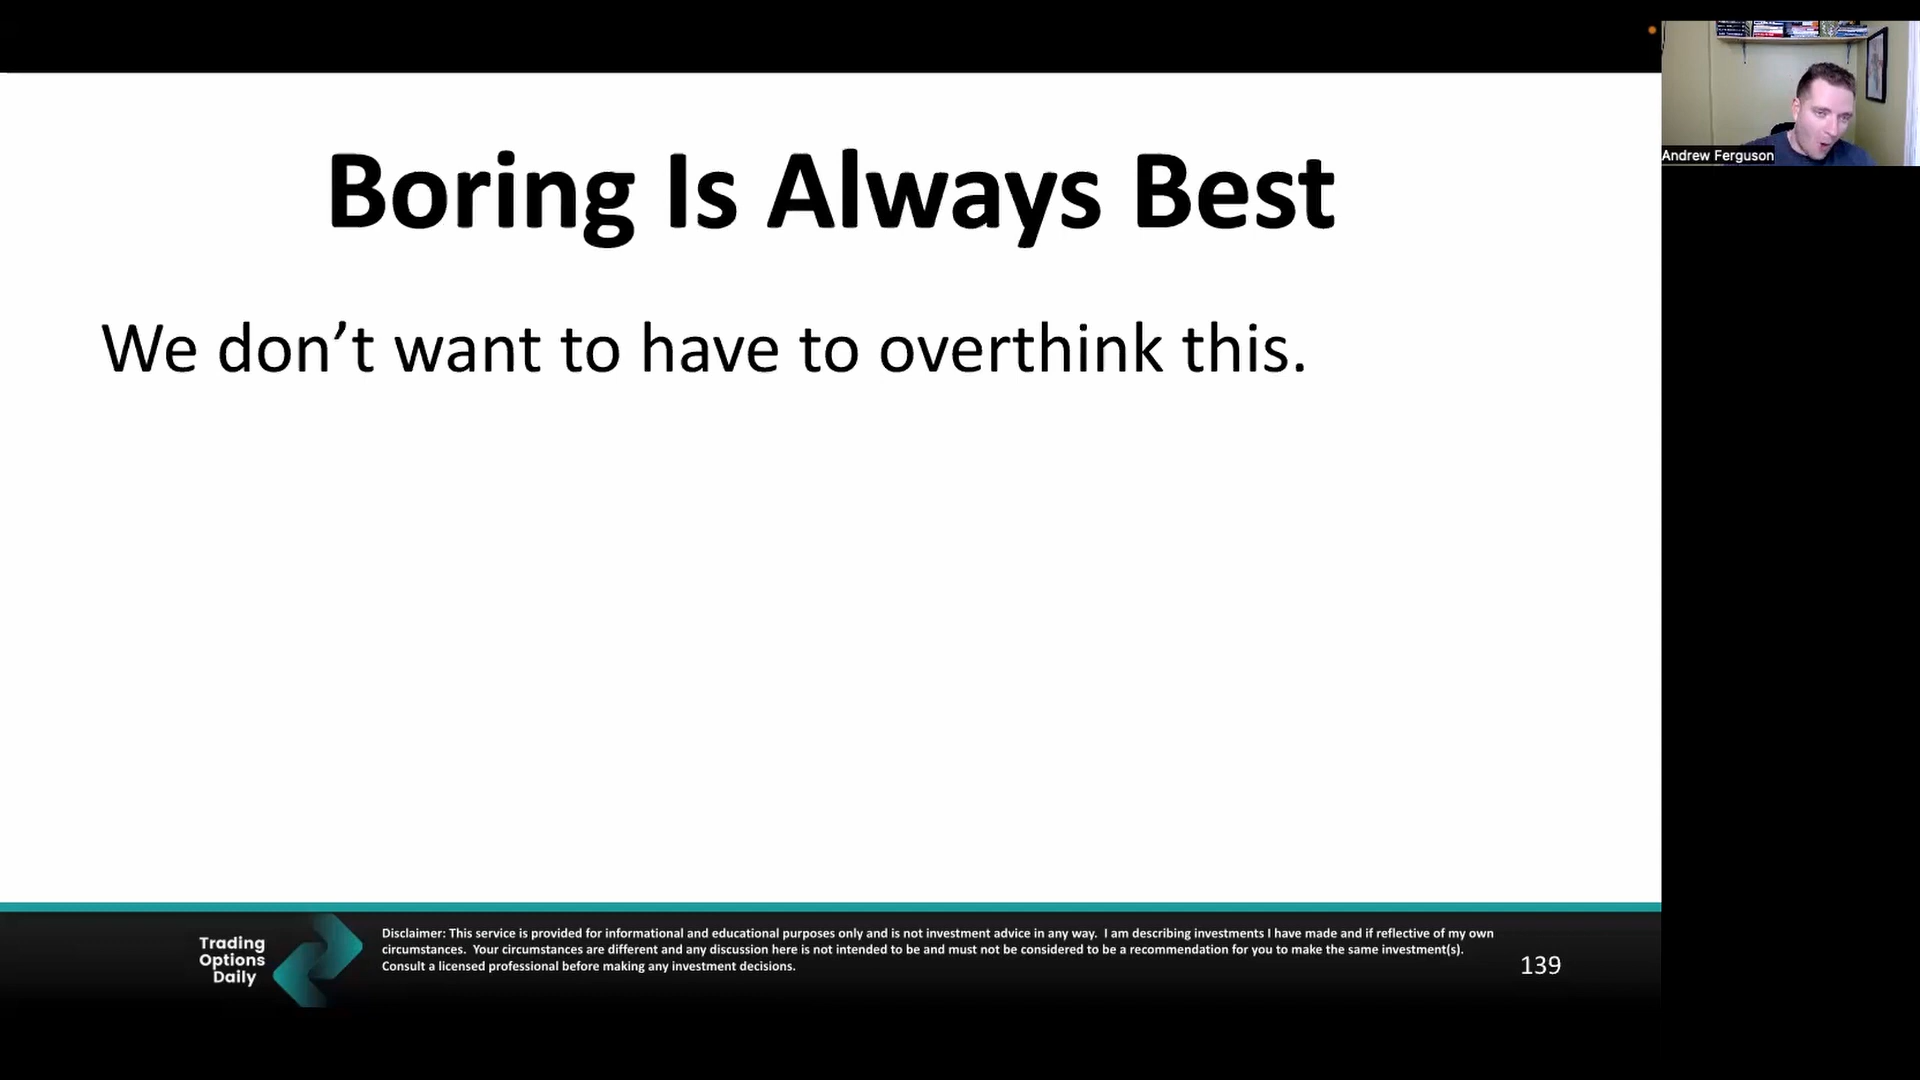 Boring Is Always Best
We don’t want to have to overthink this.
Andrew Ferguson
Trading
Options
Daily
Disclaimer: This service is provided for informational and educational purposes only and is not investment advice in any way.  I am describing investments I have made and if reflective of my own
circumstances.  Your circumstances are different and any discussion here is not intended to be and must not be considered to be a recommendation for you to make the same investment(s).
Consult a licensed professional before making any investment decisions.
139